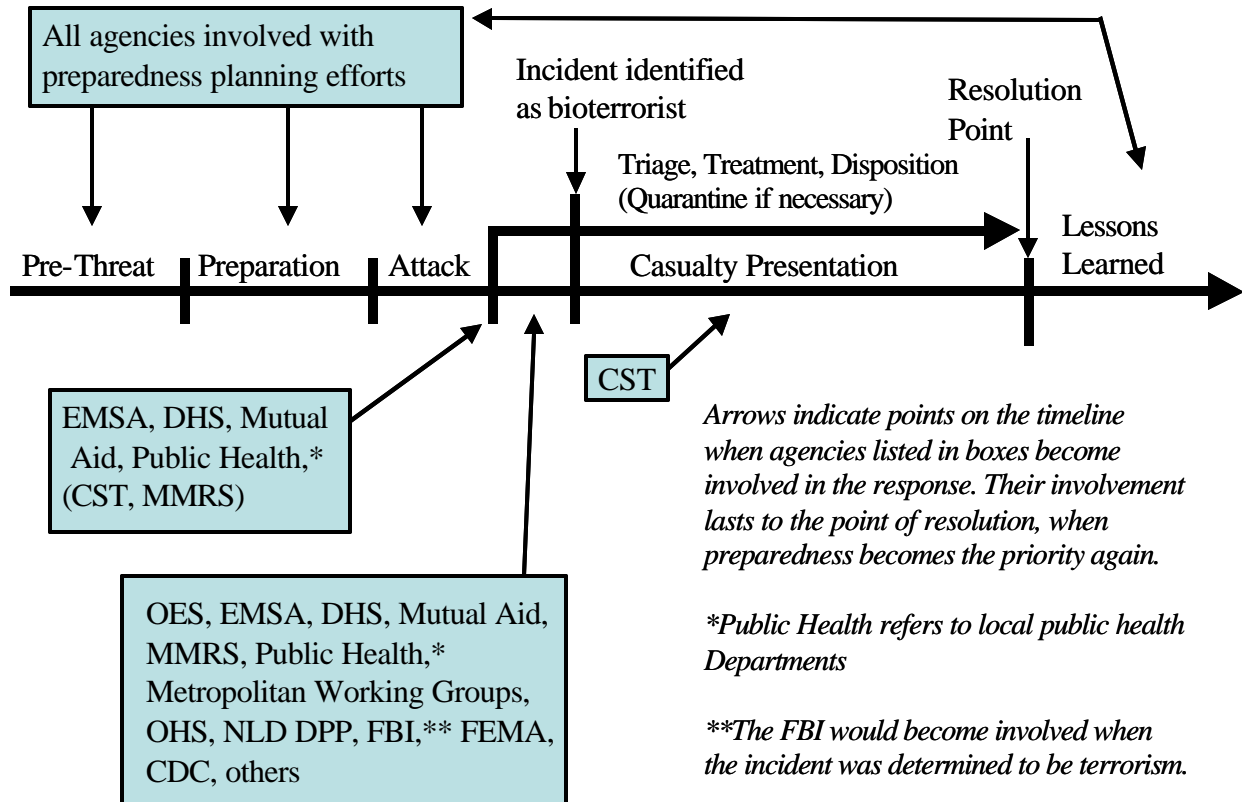 All agencies involved with
preparedness planning efforts
Incident identified
as bioterrorist
Resolution
Point
Triage, Treatment, Disposition
(Quarantine if necessary)
Lessons
Learned
Pre-Threat
Preparation
Attack
Casualty Presentation
CST
EMSA, DHS, Mutual
Aid, Public Health,*
(CST, MMRS)
OES, EMSA, DHS, Mutual Aid,
MMRS, Public Health,*
Metropolitan Working Groups,
OHS, NLD DPP, FBI,** FEMA,
CDC, others
Arrows indicate points on the timeline
when agencies listed in boxes become
involved in the response. Their involvement
lasts to the point of resolution, when
preparedness becomes the priority again.
*Public Health refers to local public health
Departments
**The FBI would become involved when
the incident was determined to be terrorism.